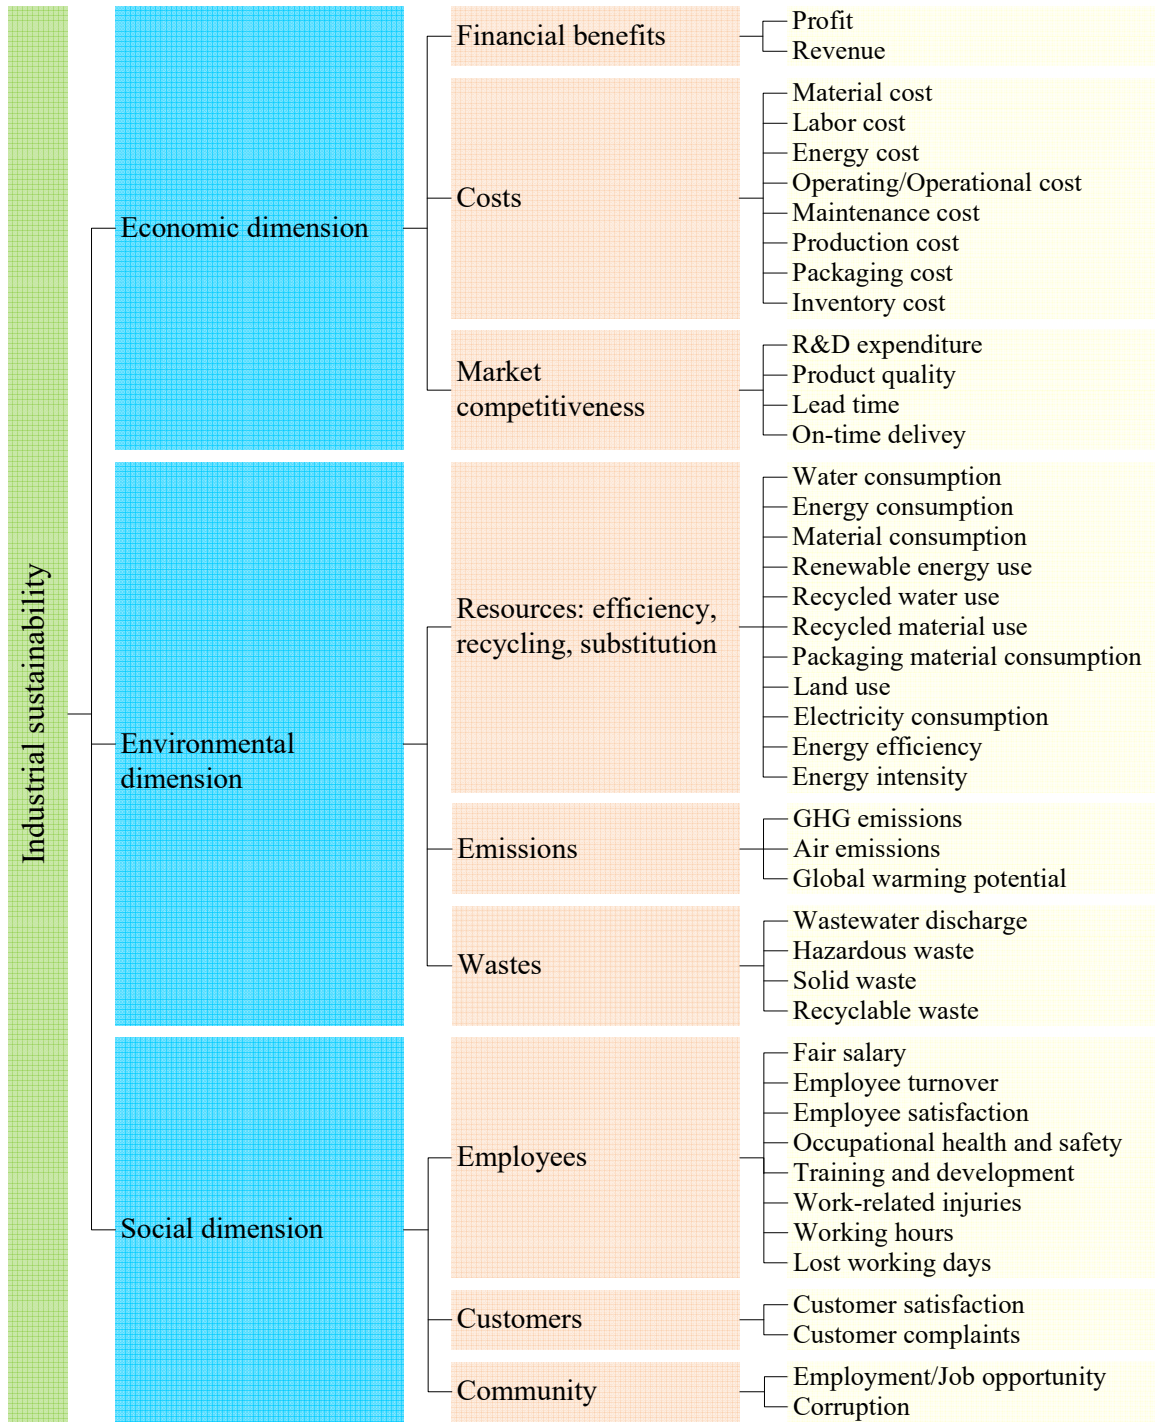 Industrial sustainability
Economic dimension
Financial benefits
Profit
Revenue
Costs
Material cost
Labor cost
Energy cost
Operating/Operational cost
Maintenance cost
Production cost
Packaging cost
Inventory cost
Market
competitiveness
R&D expenditure
Product quality
Lead time
On-time delivey
Environmental
dimension
Resources: efficiency,
recycling, substitution
Water consumption
Energy consumption
Material consumption
Renewable energy use
Recycled water use
Recycled material use
Packaging material consumption
Land use
Electricity consumption
Energy efficiency
Energy intensity
Emissions
GHG emissions
Air emissions
Global warming potential
Wastes
Wastewater discharge
Hazardous waste
Solid waste
Recyclable waste
Social dimension
Employees
Fair salary
Employee turnover
Employee satisfaction
Occupational health and safety
Training and development
Work-related injuries
Working hours
Lost working days
Customers
Customer satisfaction
Customer complaints
Community
Employment/Job opportunity
Corruption